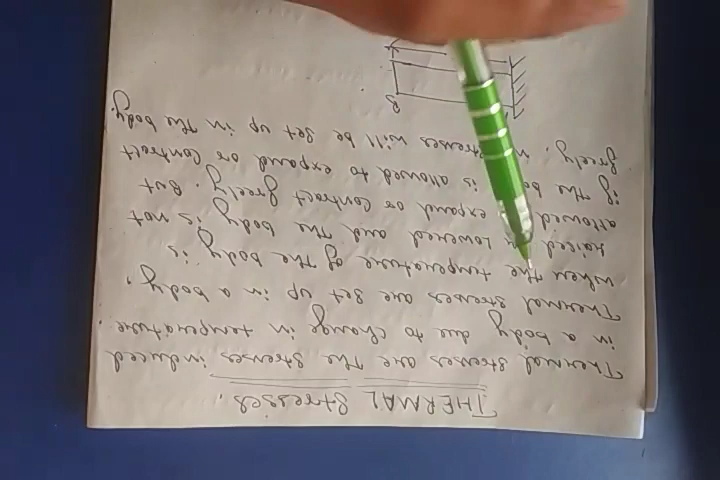 THERMAL Stresses.
Thermal stresses are the stresses induced
in a body due to change in temperature.
Thermal stresses are set up in a body,
when the temperature of the body is
raised lowered and the body is not
allowed expand or contract freely. But
if the is allowed to expand or contract
freely, stresses will be set up in the body.
B